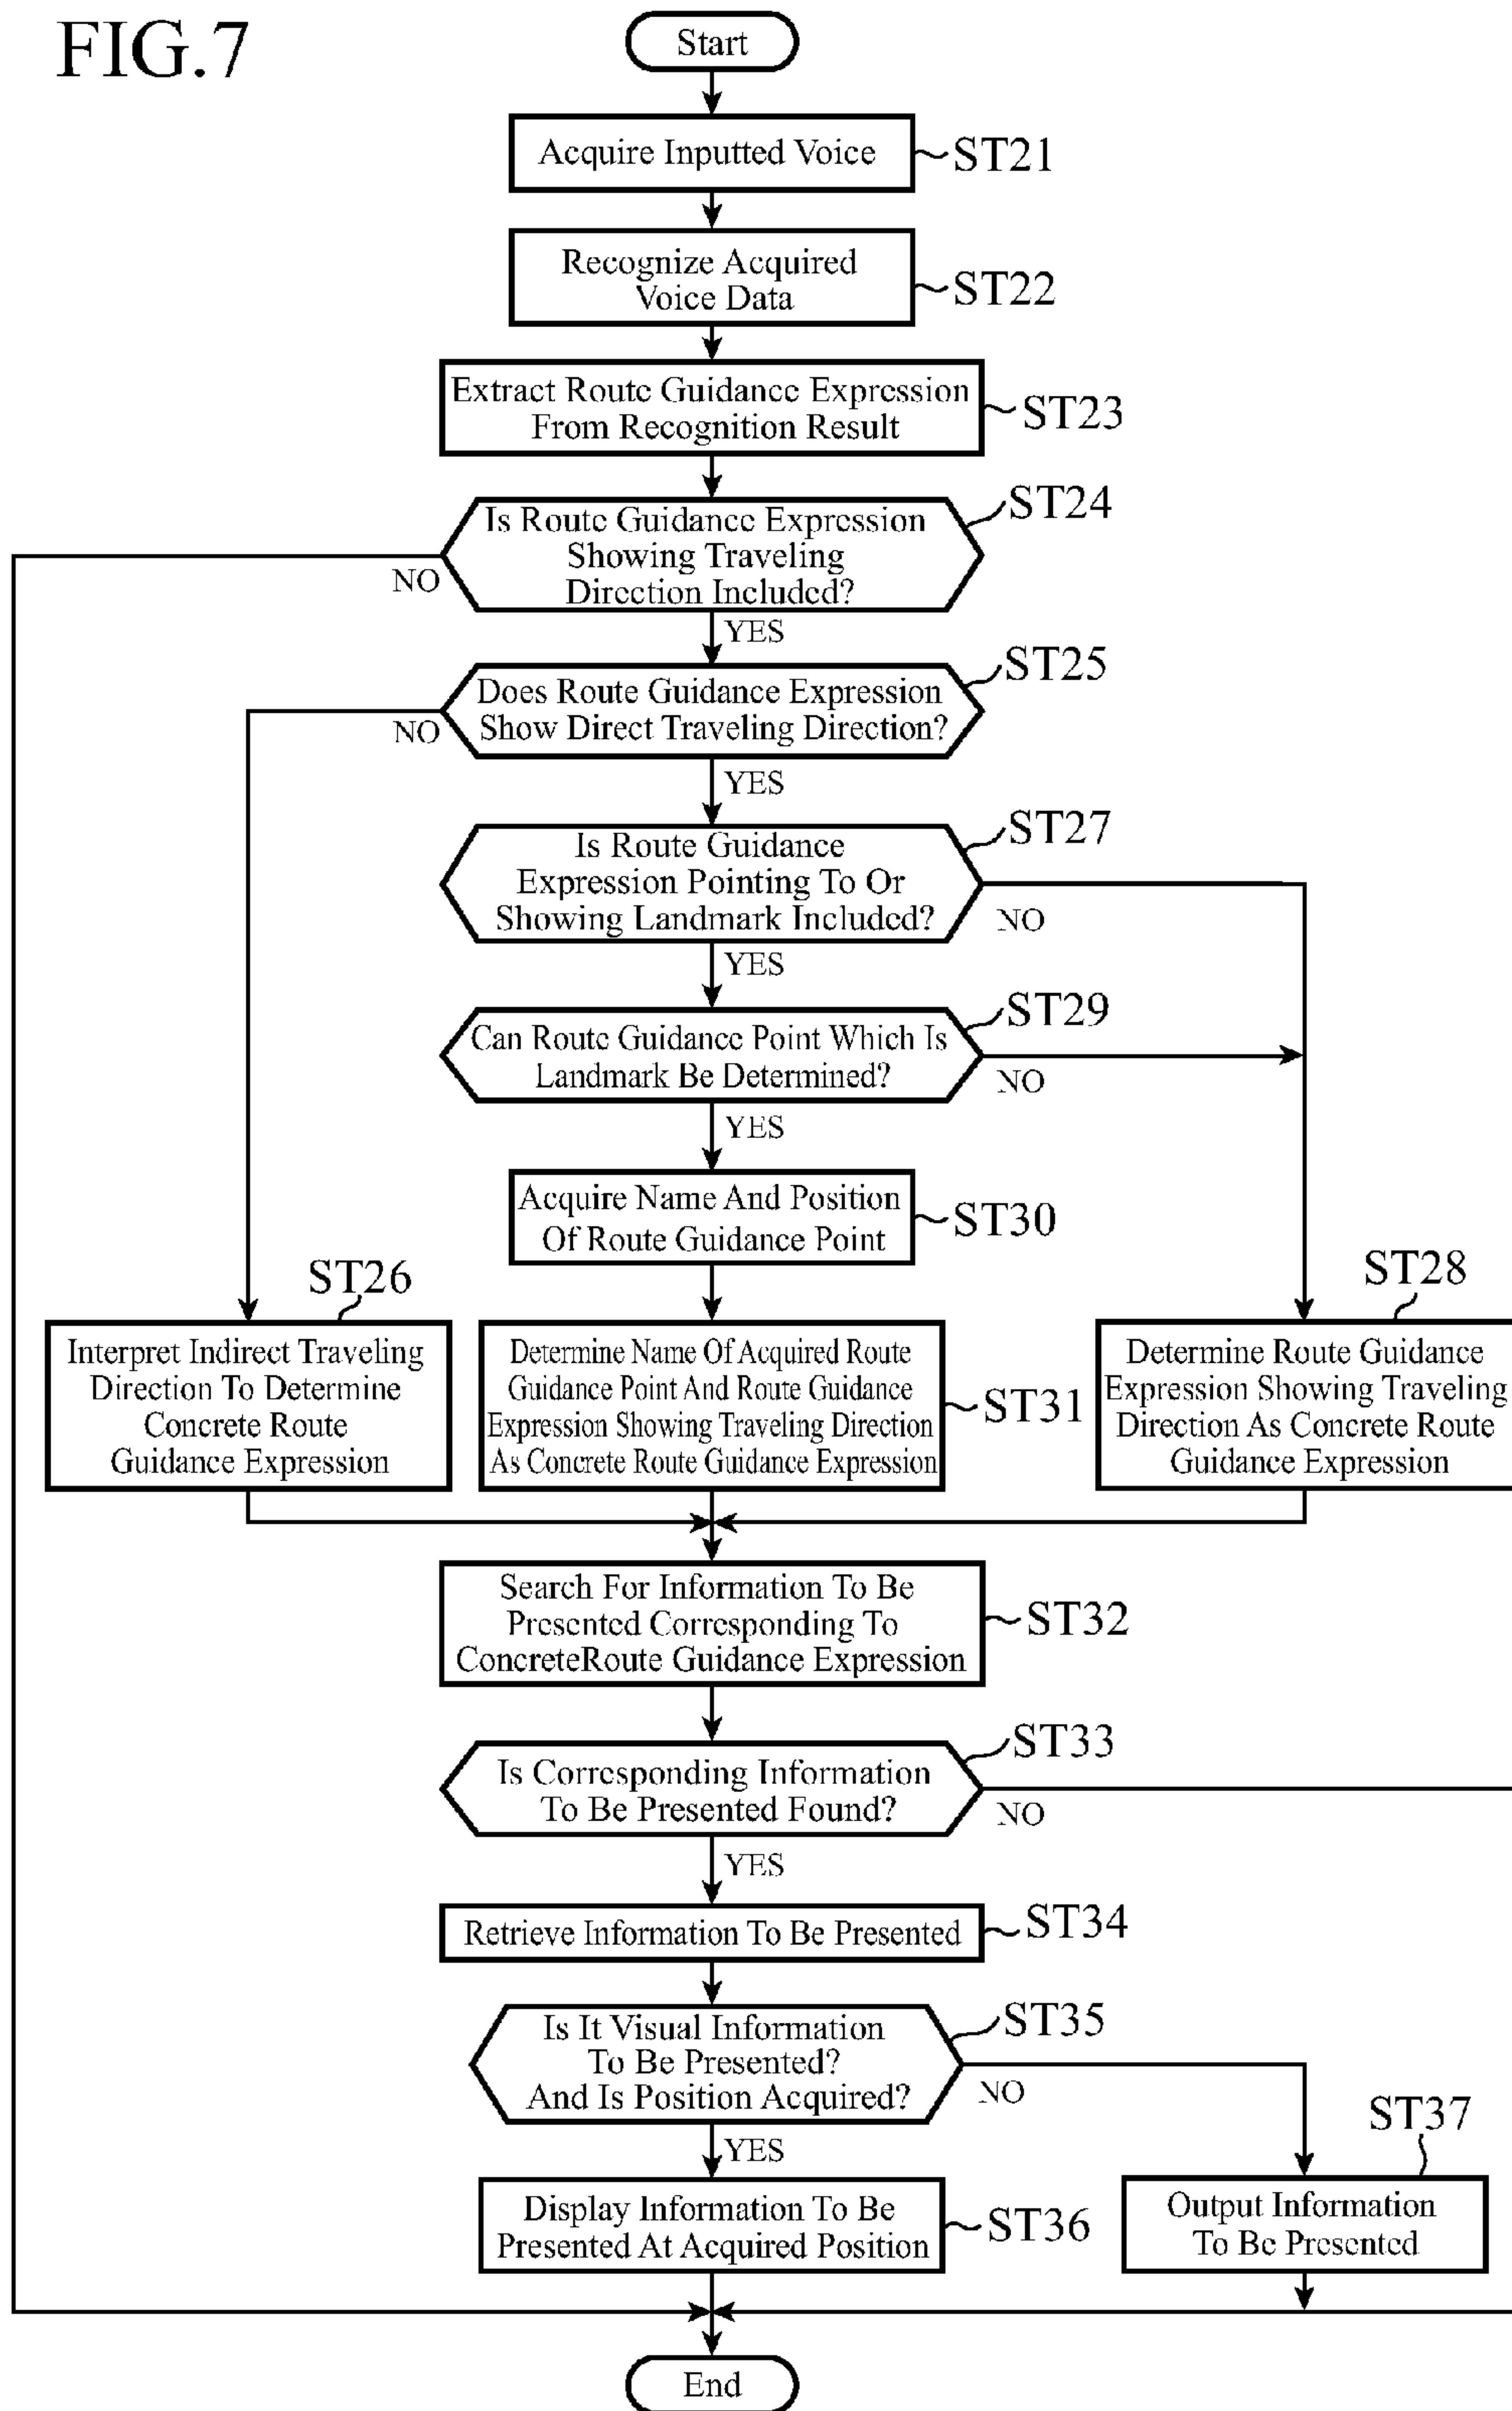 FIG.7
Start
Acquire Inputted Voice
ST21
Recognize Acquired
Voice Data
ST22
Extract Route Guidance Expression
From Recognition Result
ST23
Is Route Guidance Expression
Showing Traveling
Direction Included?
ST24
NO
YES
Does Route Guidance Expression
Show Direct Traveling Direction?
ST25
NO
YES
Is Route Guidance
Expression Pointing To Or
Showing Landmark Included?
ST27
NO
YES
Can Route Guidance Point Which Is
Landmark Be Determined?
ST29
NO
YES
Acquire Name And Position
Of Route Guidance Point
ST30
ST26
Interpret Indirect Traveling
Direction To Determine
Concrete Route
Guidance Expression
Determine Name Of Acquired Route
Guidance Point And Route Guidance
Expression Showing Traveling Direction
As Concrete Route Guidance Expression
ST31
ST28
Determine Route Guidance
Expression Showing Traveling
Direction As Concrete Route
Guidance Expression
Search For Information To Be
Presented Corresponding To
ConcreteRoute Guidance Expression
ST32
Is Corresponding Information
To Be Presented Found?
ST33
NO
YES
Retrieve Information To Be Presented
ST34
Is It Visual Information
To Be Presented?
And Is Position Acquired?
ST35
NO
YES
Display Information To Be
Presented At Acquired Position
ST36
ST37
Output Information
To Be Presented
End